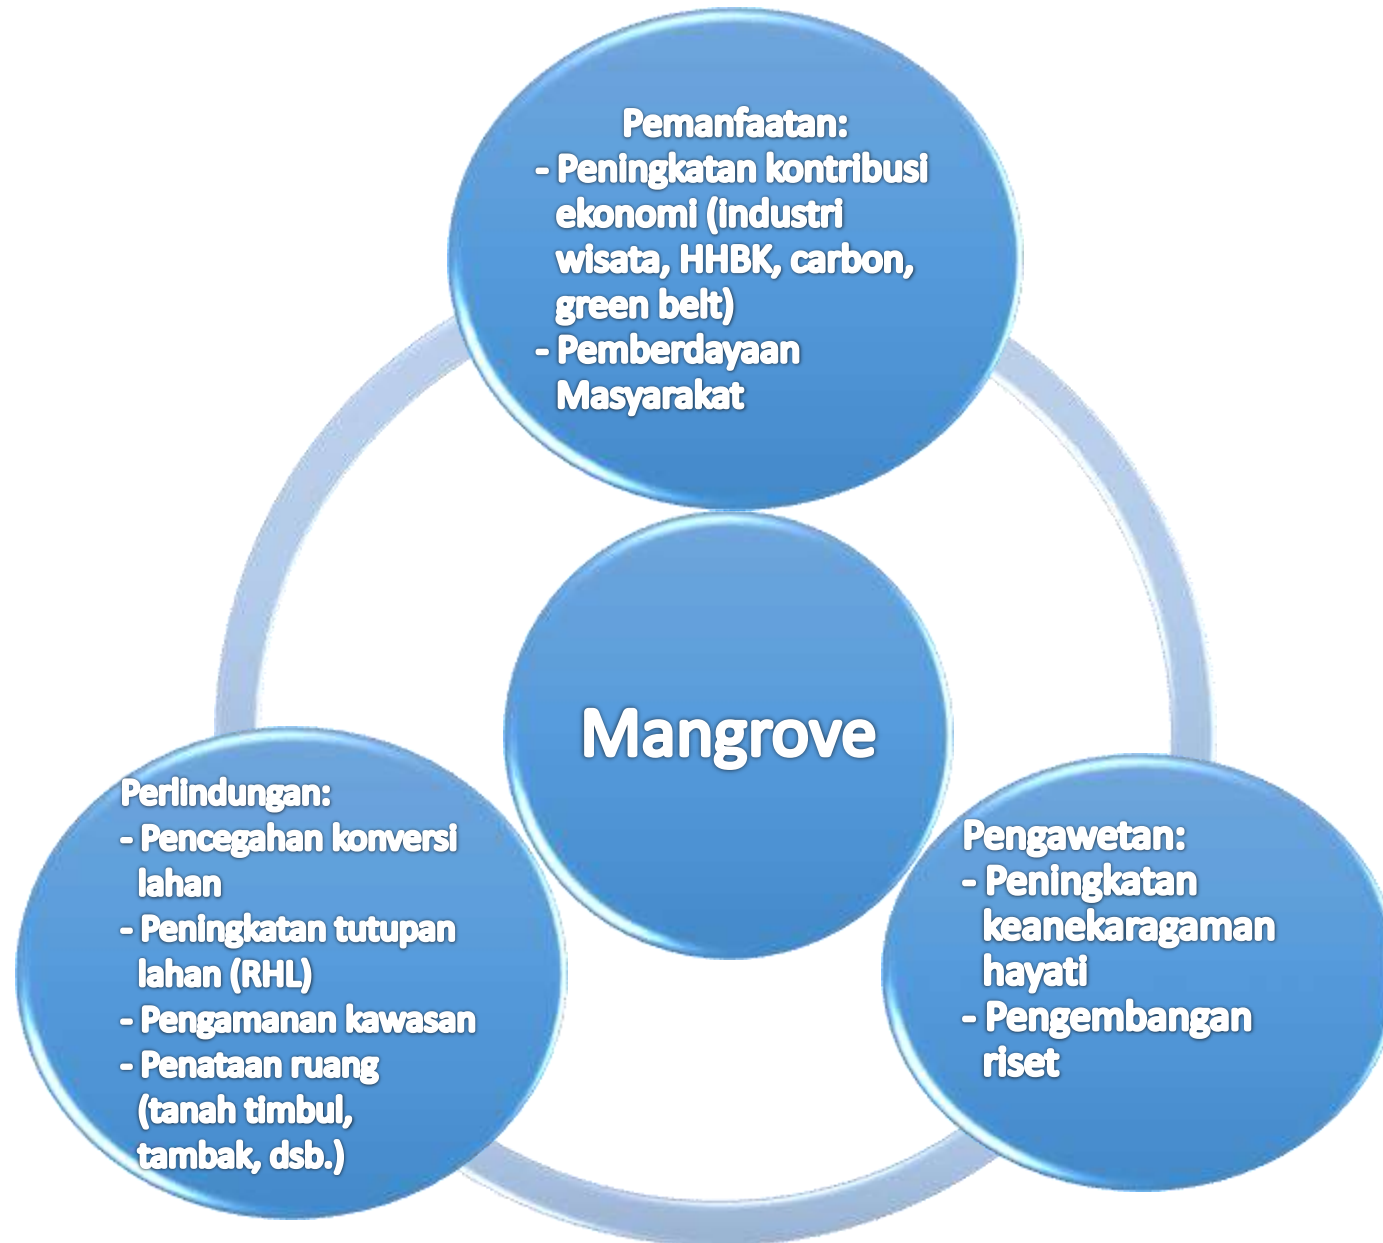 Pemanfaatan:
- Peningkatan kontribusi
ekonomi (industri
wisata, HHBK, carbon,
green belt)
- Pemberdayaan
Masyarakat
Mangrove
Perlindungan:
- Pencegahan konversi
lahan
- Peningkatan tutupan
lahan (RHL)
- Pengamanan kawasan
- Penataan ruang
(tanah timbul,
tambak, dsb.)
Pengawetan:
- Peningkatan
keanekaragaman
hayati
- Pengembangan
riset